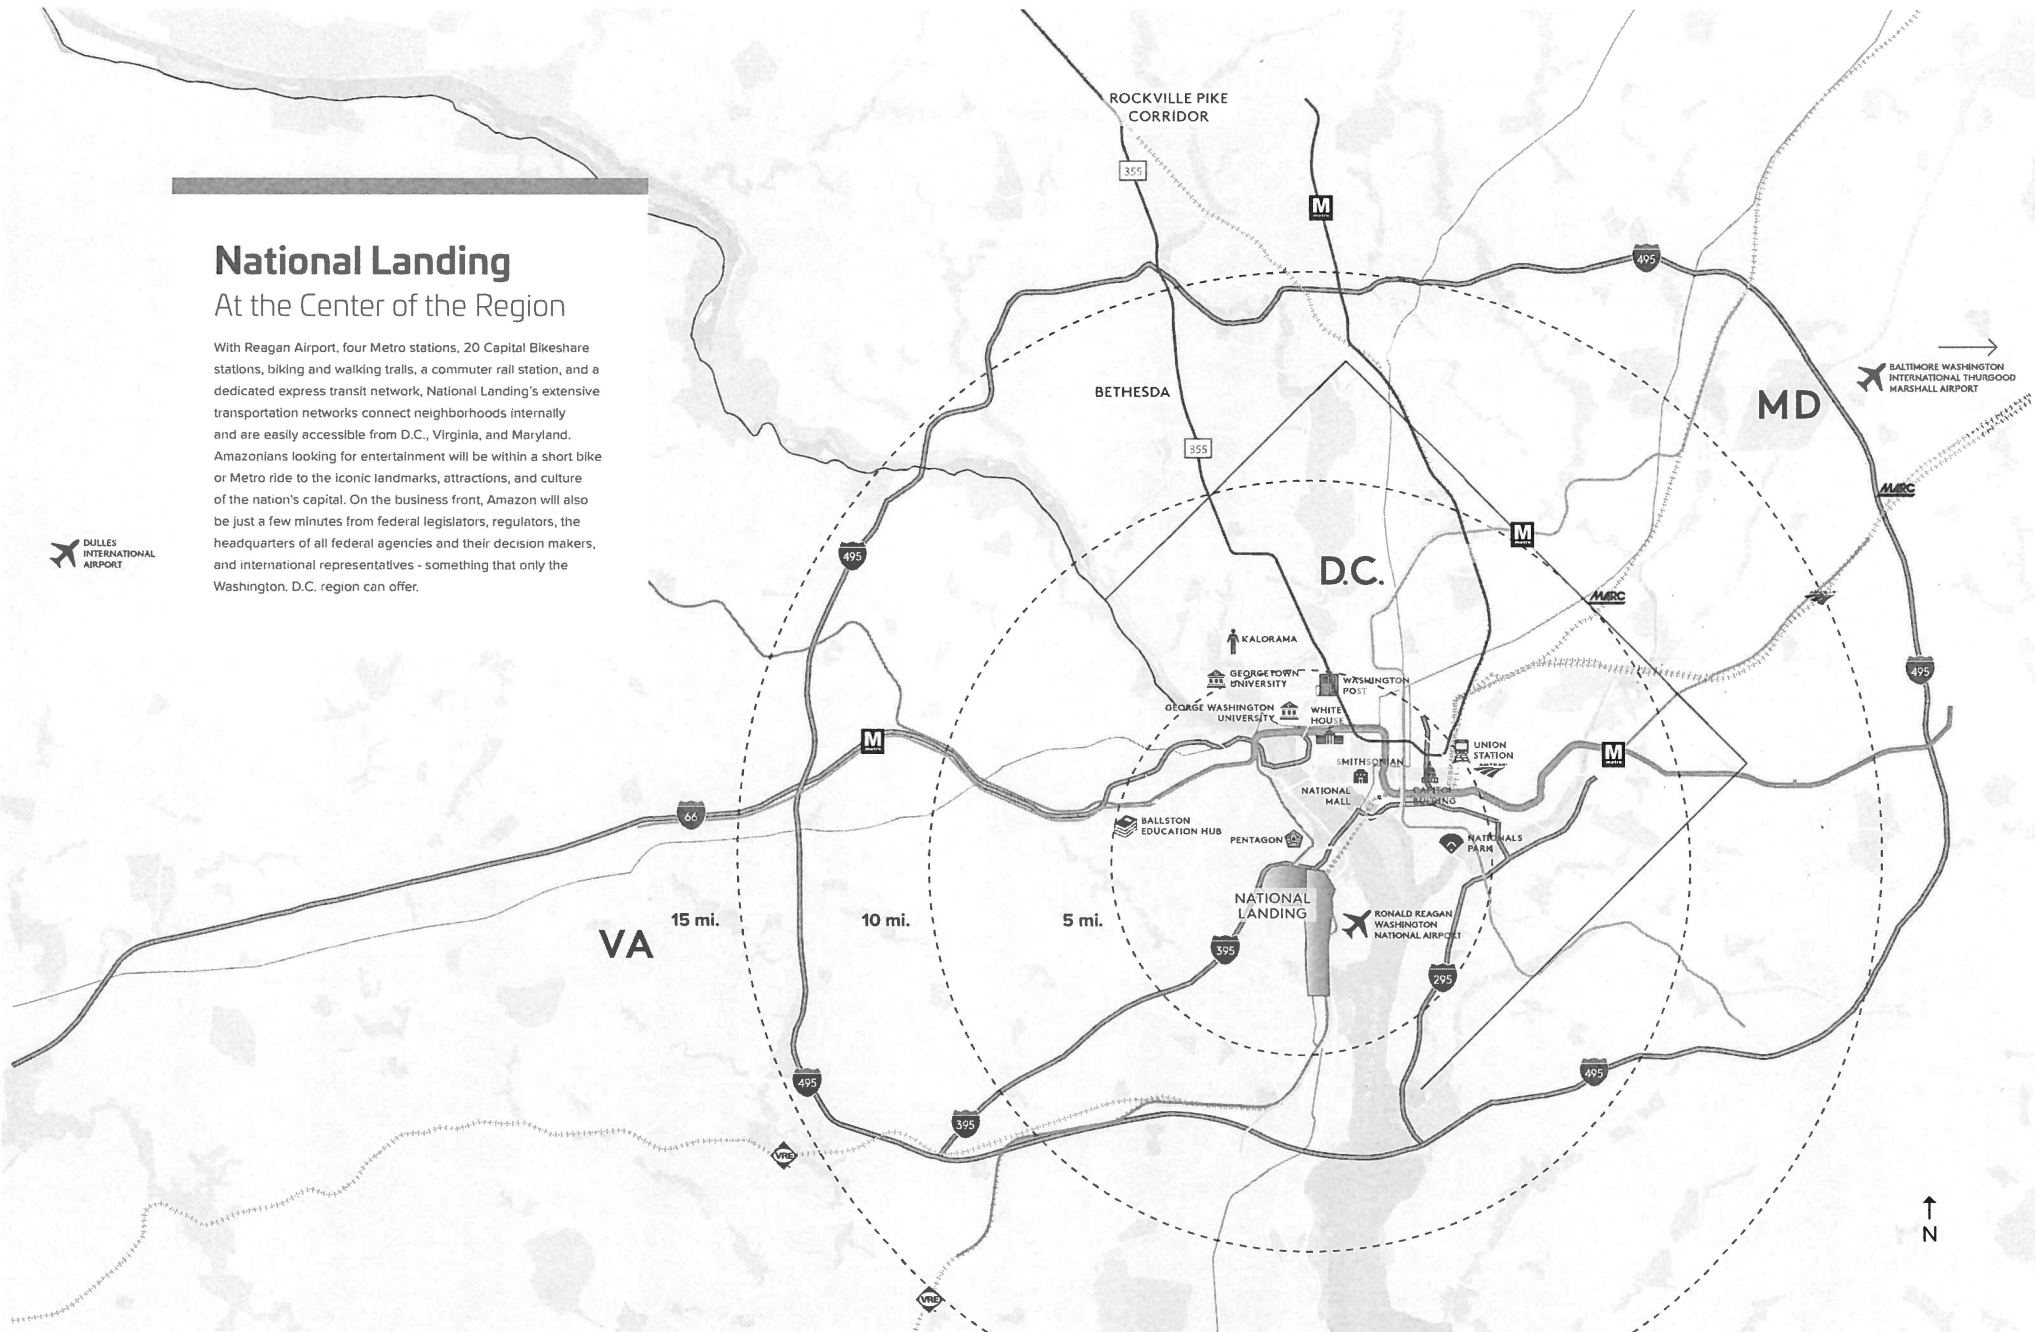 National Landing
At the Center of the Region
With Reagan Airport, four Metro stations, 20 Capital Bikeshare
stations, biking and walking trails, a commuter rail station, and a
dedicated express transit network, National Landing's extensive
transportation networks connect neighborhoods internally
and are easily accessible from D.C., Virginia, and Maryland.
Amazonians looking for entertainment will be within a short bike
or Metro ride to the iconic landmarks, attractions, and culture
of the nation's capital. On the business front, Amazon will also
be just a few minutes from federal legislators, regulators, the
headquarters of all federal agencies and their decision makers,
and international representatives - something that only the
Washington, D.C. region can offer.
ROCKVILLE PIKE
CORRIDOR
355
M
metro
495
BALTIMORE WASHINGTON
INTERNATIONAL THURGOOD
MARSHALL AIRPORT
MD
BETHESDA
355
MARC
M
metro
DULLES
INTERNATIONAL
AIRPORT
495
D.C.
MARC
KALORAMA
GEORGETOWN
UNIVERSITY
WASHINGTON
POST
495
GEORGE WASHINGTON
UNIVERSITY
WHITE
HOUSE
M
metro
UNION
STATION
M
metro
SMITHSONIAN
NATIONAL
MALL
CAPITOL
BUILDING
66
BALLSTON
EDUCATION HUB
PENTAGON
NATIONALS
PARK
NATIONAL
LANDING
15 mi.
10 mi.
5 mi.
RONALD REAGAN
WASHINGTON
NATIONAL AIRPORT
VA
395
295
495
495
395
VRE
N
VRE